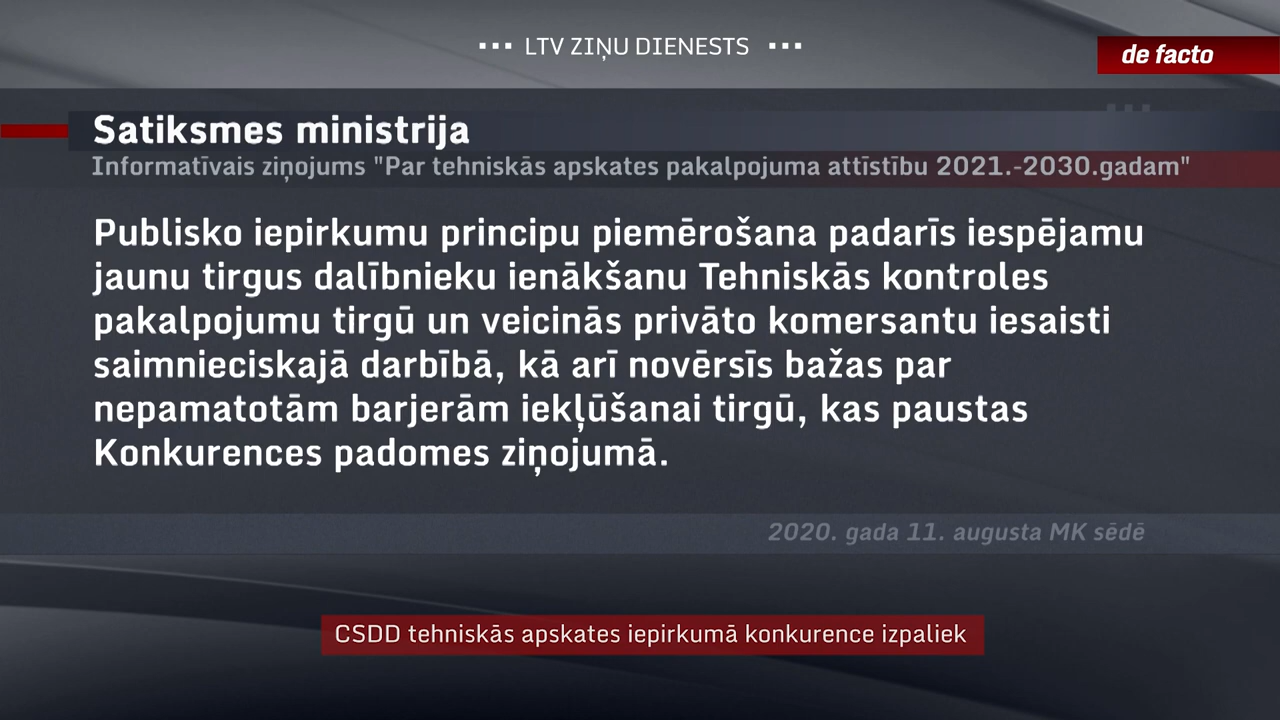 LTV ZIŅU DIENESTS
de facto
Satiksmes ministrija
Informatīvais ziņojums "Par tehniskās apskates pakalpojuma attīstību 2021.-2030.gadam"
Publisko iepirkumu principu piemērošana padarīs iespējamu
jaunu tirgus dalībnieku ienākšanu Tehniskās kontroles
pakalpojumu tirgū un veicinās privāto komersantu iesaisti
saimnieciskajā darbībā, kā arī novērsīs bažas par
nepamatotām barjerām iekļūšanai tirgū, kas paustas
Konkurences padomes ziņojumā.
2020. gada 11. augusta MK sēdē
CSDD tehniskās apskates iepirkumā konkurence izpaliek